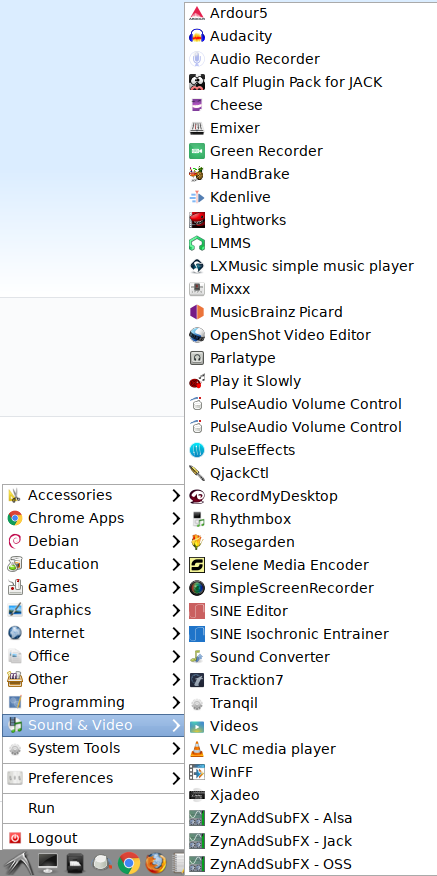 Ardour5
Audacity
Audio Recorder
Calf Plugin Pack for JACK
Cheese
Emixer
Green Recorder
HandBrake
Kdenlive
Lightworks
LMMS
LXMusic simple music player
Mixxx
MusicBrainz Picard
OpenShot Video Editor
Parlatype
Play it Slowly
PulseAudio Volume Control
PulseAudio Volume Control
PulseEffects
QjackCtl
RecordMyDesktop
Rhythmbox
Rosegarden
Selene Media Encoder
SimpleScreenRecorder
SINE Editor
SINE Isochronic Entrainer
Sound Converter
Tracktion7
Tranqil
Videos
VLC media player
WinFF
Xjadeo
ZynAddSubFX - Alsa
ZynAddSubFX - Jack
ZynAddSubFX - OSS
Accessories
Chrome Apps
Debian
Education
Games
Graphics
Internet
Office
Other
Programming
Sound & Video
System Tools
Preferences
Run
Logout